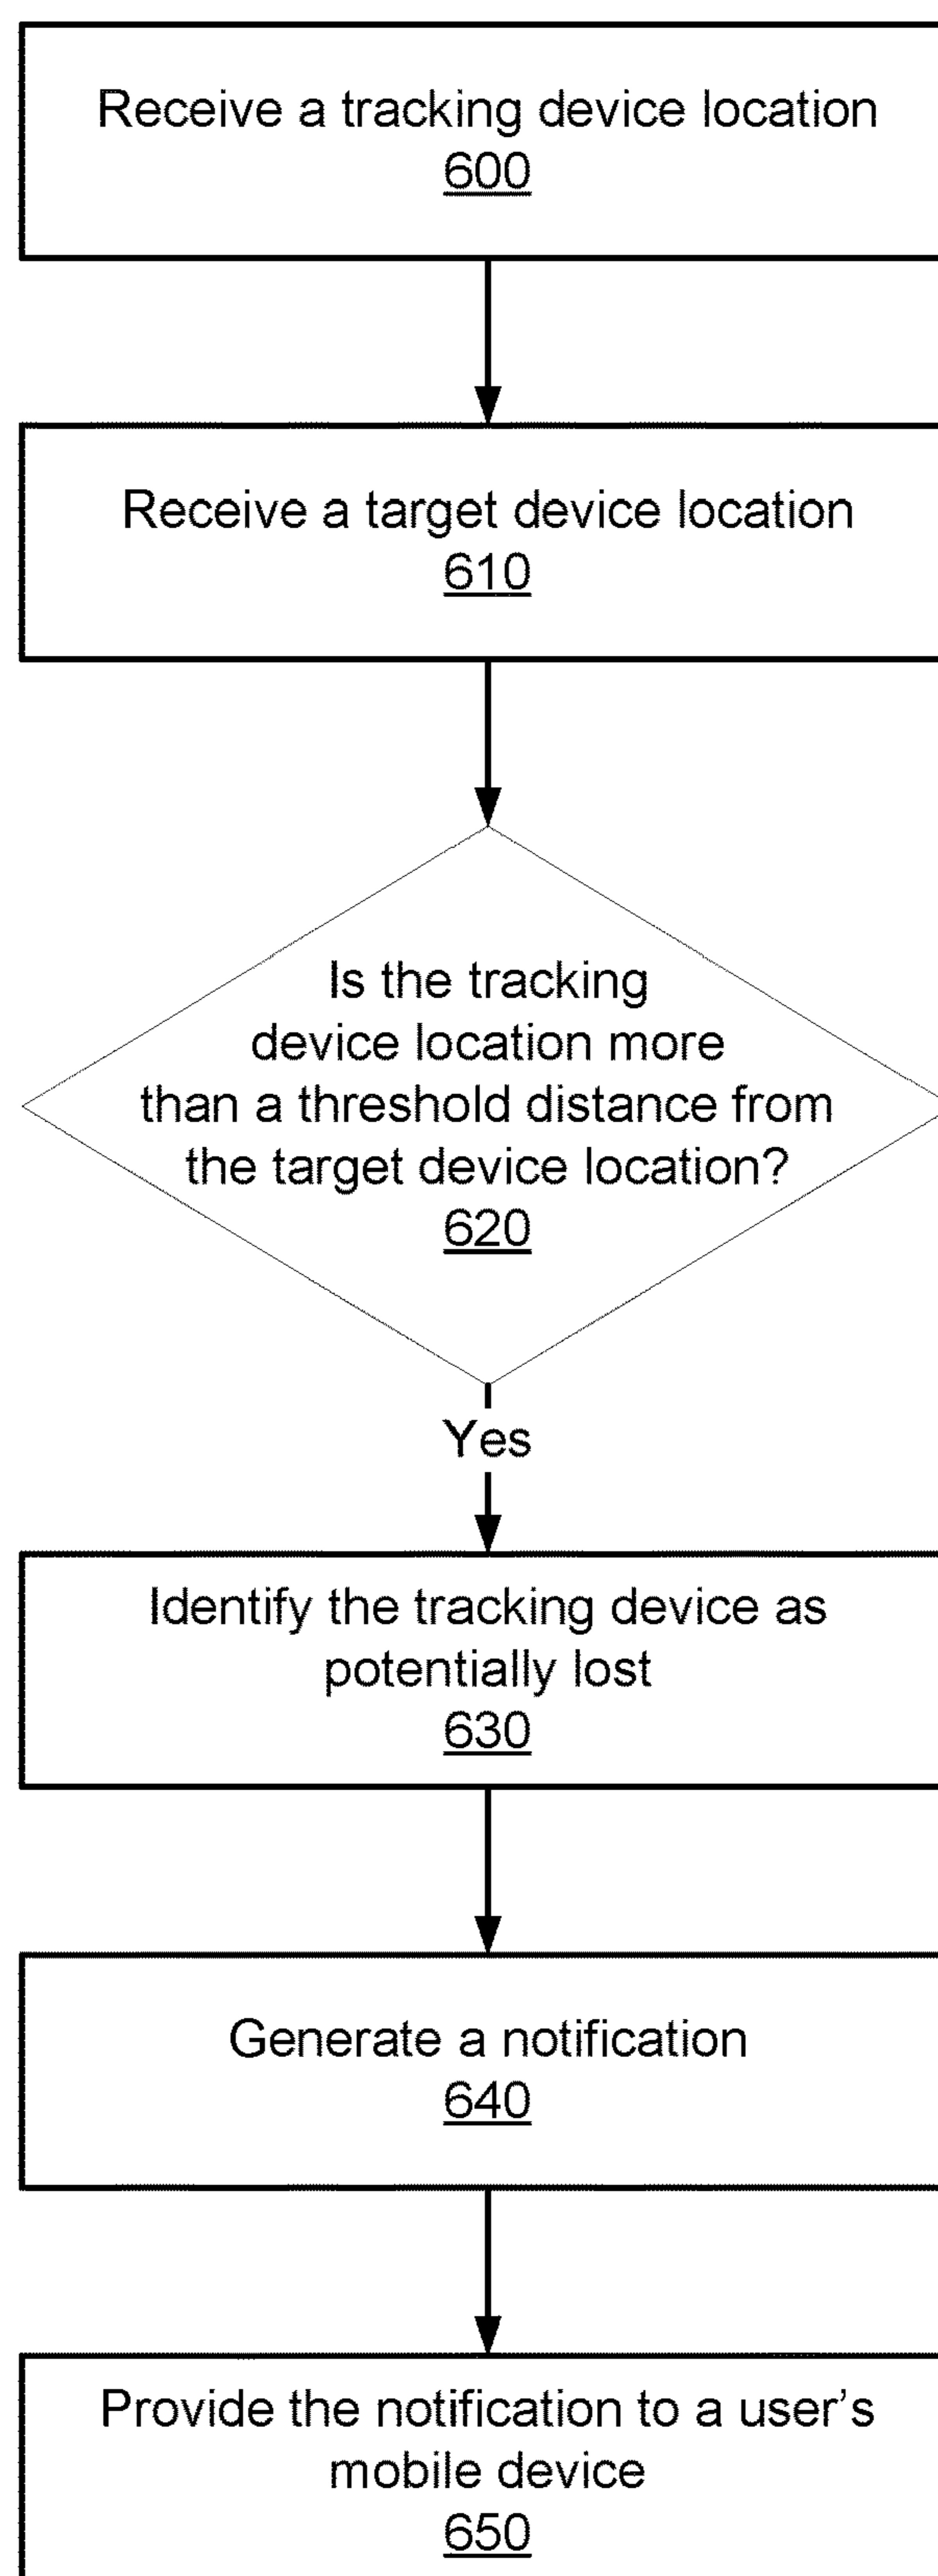 Receive a tracking device location
600
Receive a target device location
610
Is the tracking
device location more
than a threshold distance from
the target device location?
620
Yes
Identify the tracking device as
potentially lost
630
Generate a notification
640
Provide the notification to a user’s
mobile device
650